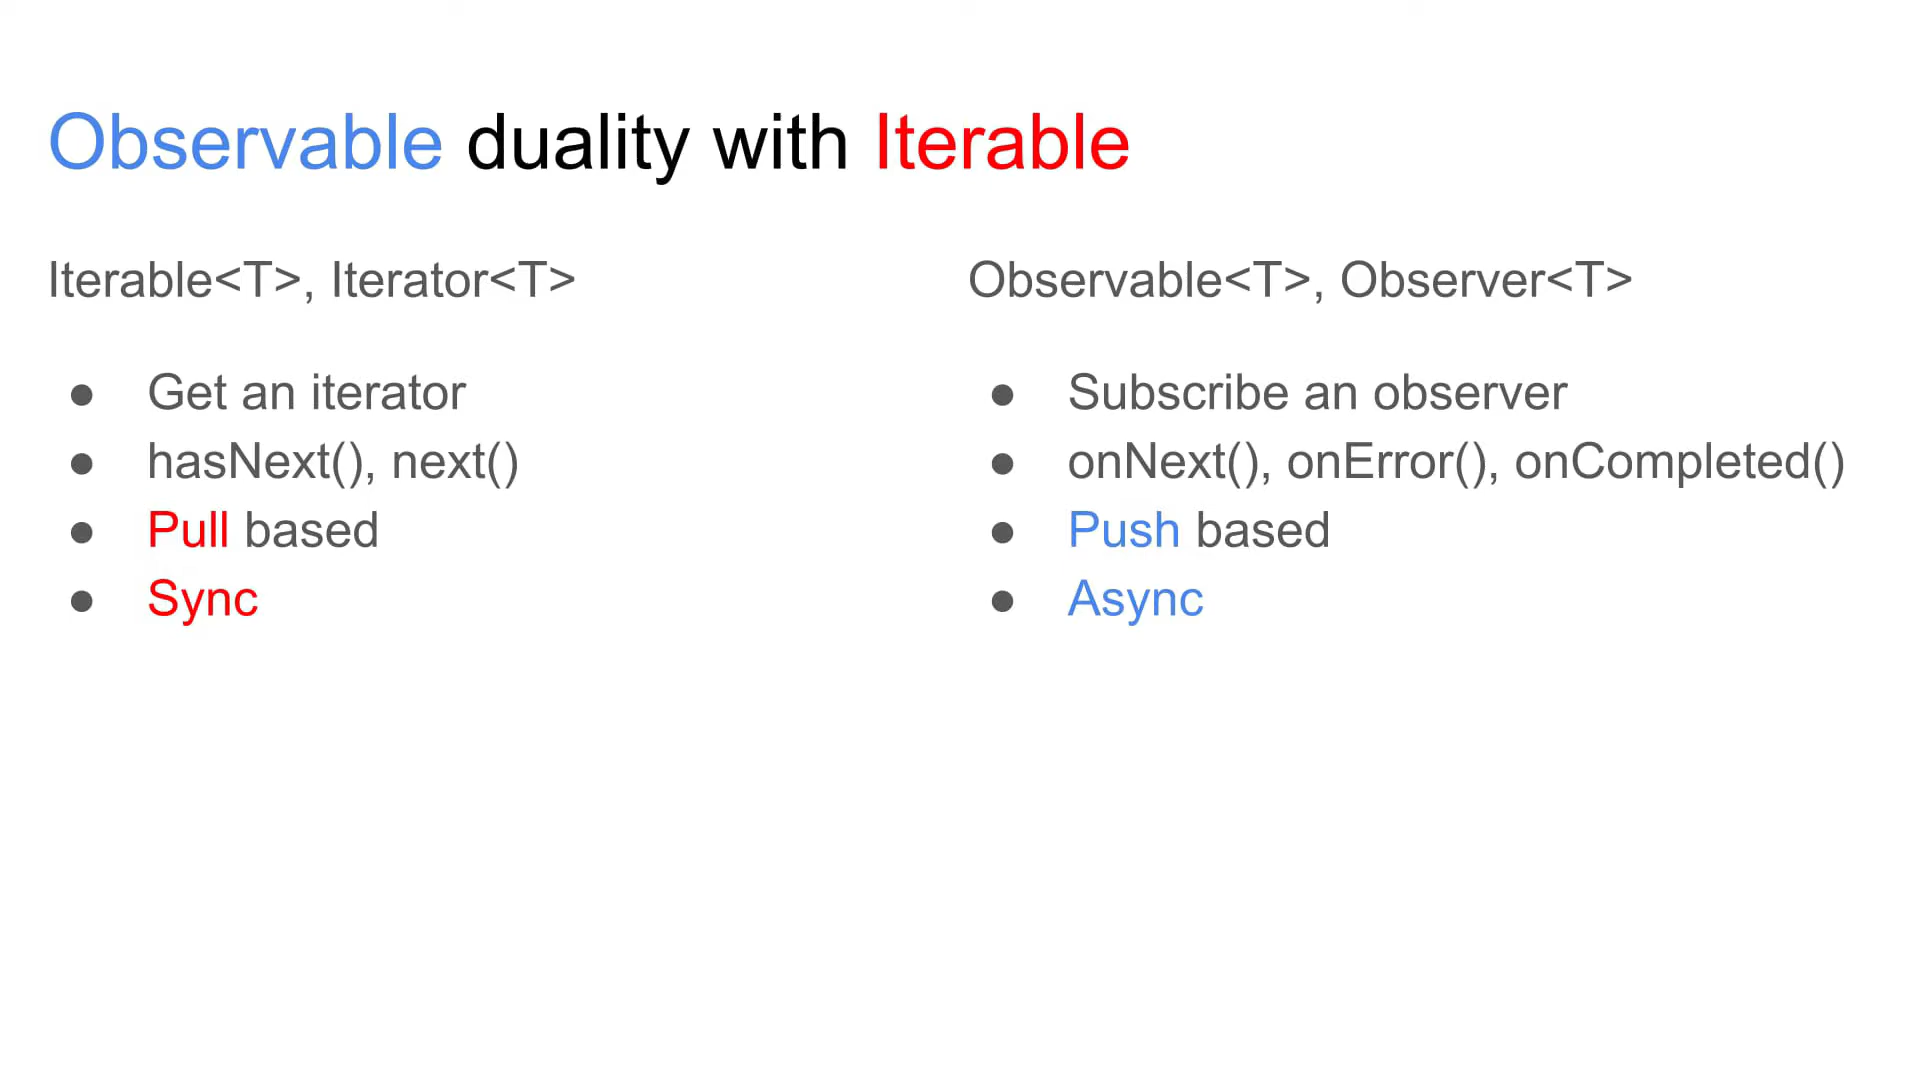 Observable duality with Iterable
Iterable<T>, Iterator<T>
● Get an iterator
● hasNext(), next()
● Pull based
● Sync
Observable<T>, Observer<T>
● Subscribe an observer
● onNext(), onError(), onCompleted()
● Push based
● Async